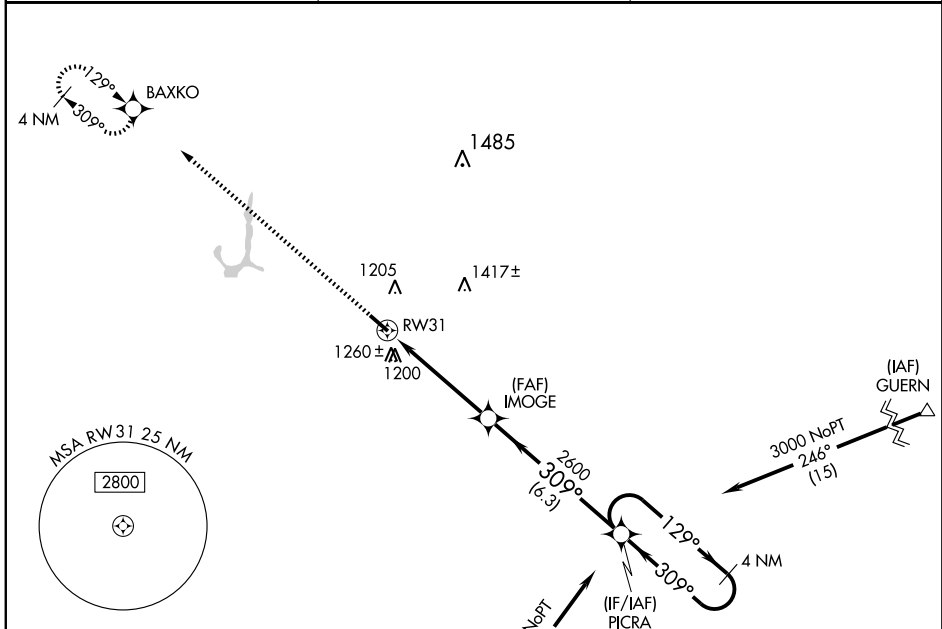 129°
BAXKO
4 NM
309°
1485
1205
1417±
RW31
1260±
1200
(FAF)
IMOGE
(IAF)
GUERN
3000 NoPT
246°
(15)
2600
309°
(6.3)
MSA RW31 25 NM
2800
129°
4 NM
309°
NoPT
(IF/IAF)
PICRA